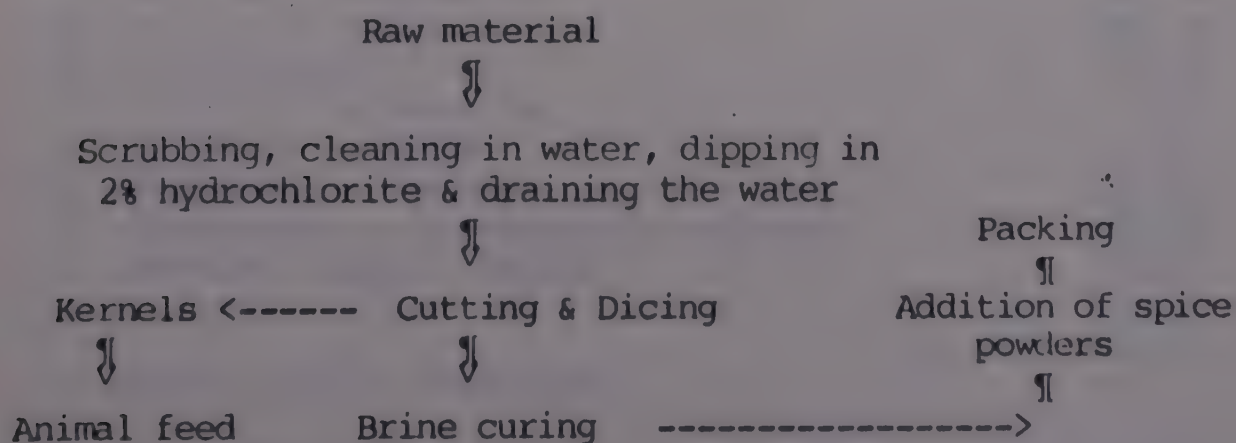 Raw material
Scrubbing, cleaning in water, dipping in
2% hydrochlorite & draining the water
Packing
Kernels <------ Cutting & Dicing
Addition of spice
powders
Animal feed
Brine curing ------------------>